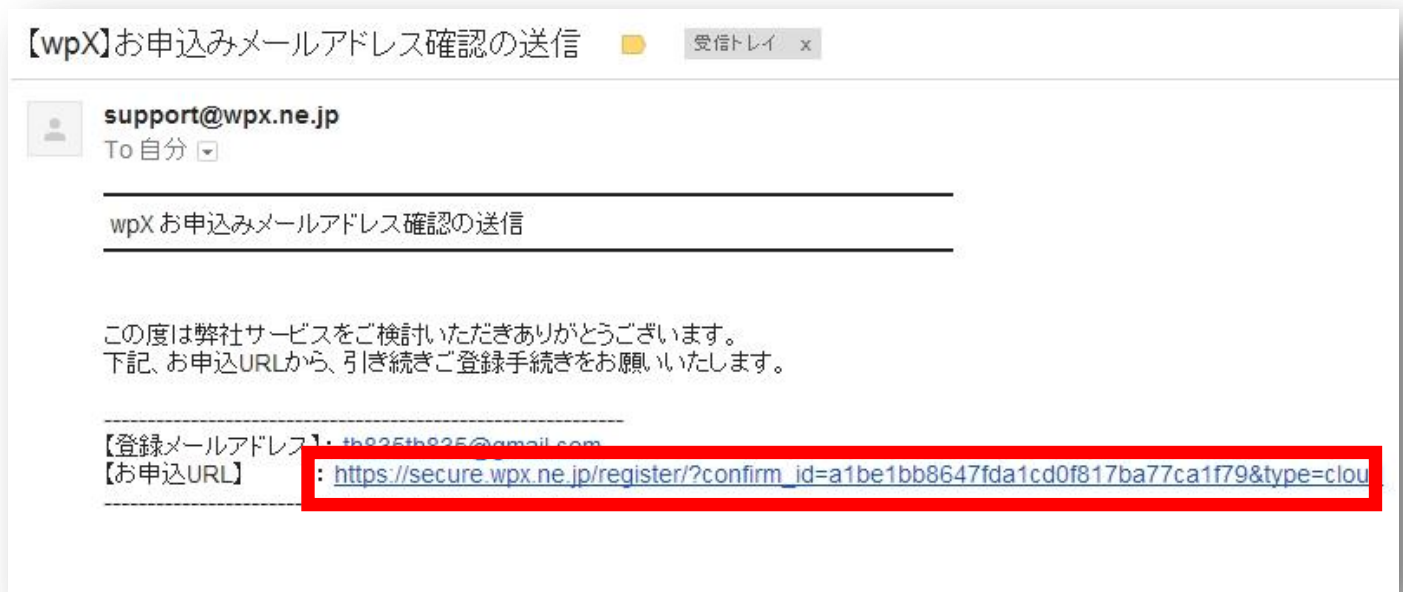 【wpX】お申込みメールアドレス確認の送信 受信トレイ x
support@wpx.ne.jp
To 自分
wpX お申込みメールアドレス確認の送信
この度は弊社サービスをご検討いただきありがとうございます。
下記、お申込URLから、引き続きご登録手続きをお願いいたします。
---------------------------------------------------------------
【登録メールアドレス】： th835th835@gmail.com
【お申込URL】 ： https://secure.wpx.ne.jp/register/?confirm_id=a1be1bb8647fda1cd0f817ba77ca1f79&type=clou